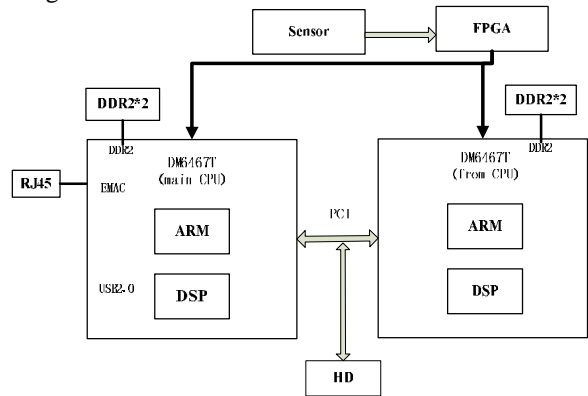 Sensor
FPGA
DDR2*2
DDR2*2
DDR2
DM6467T
(main CPU)
DDR2
DM6467T
(from CPU)
RJ45
EMAC
ARM
PCI
ARM
USB2.0
DSP
DSP
HD